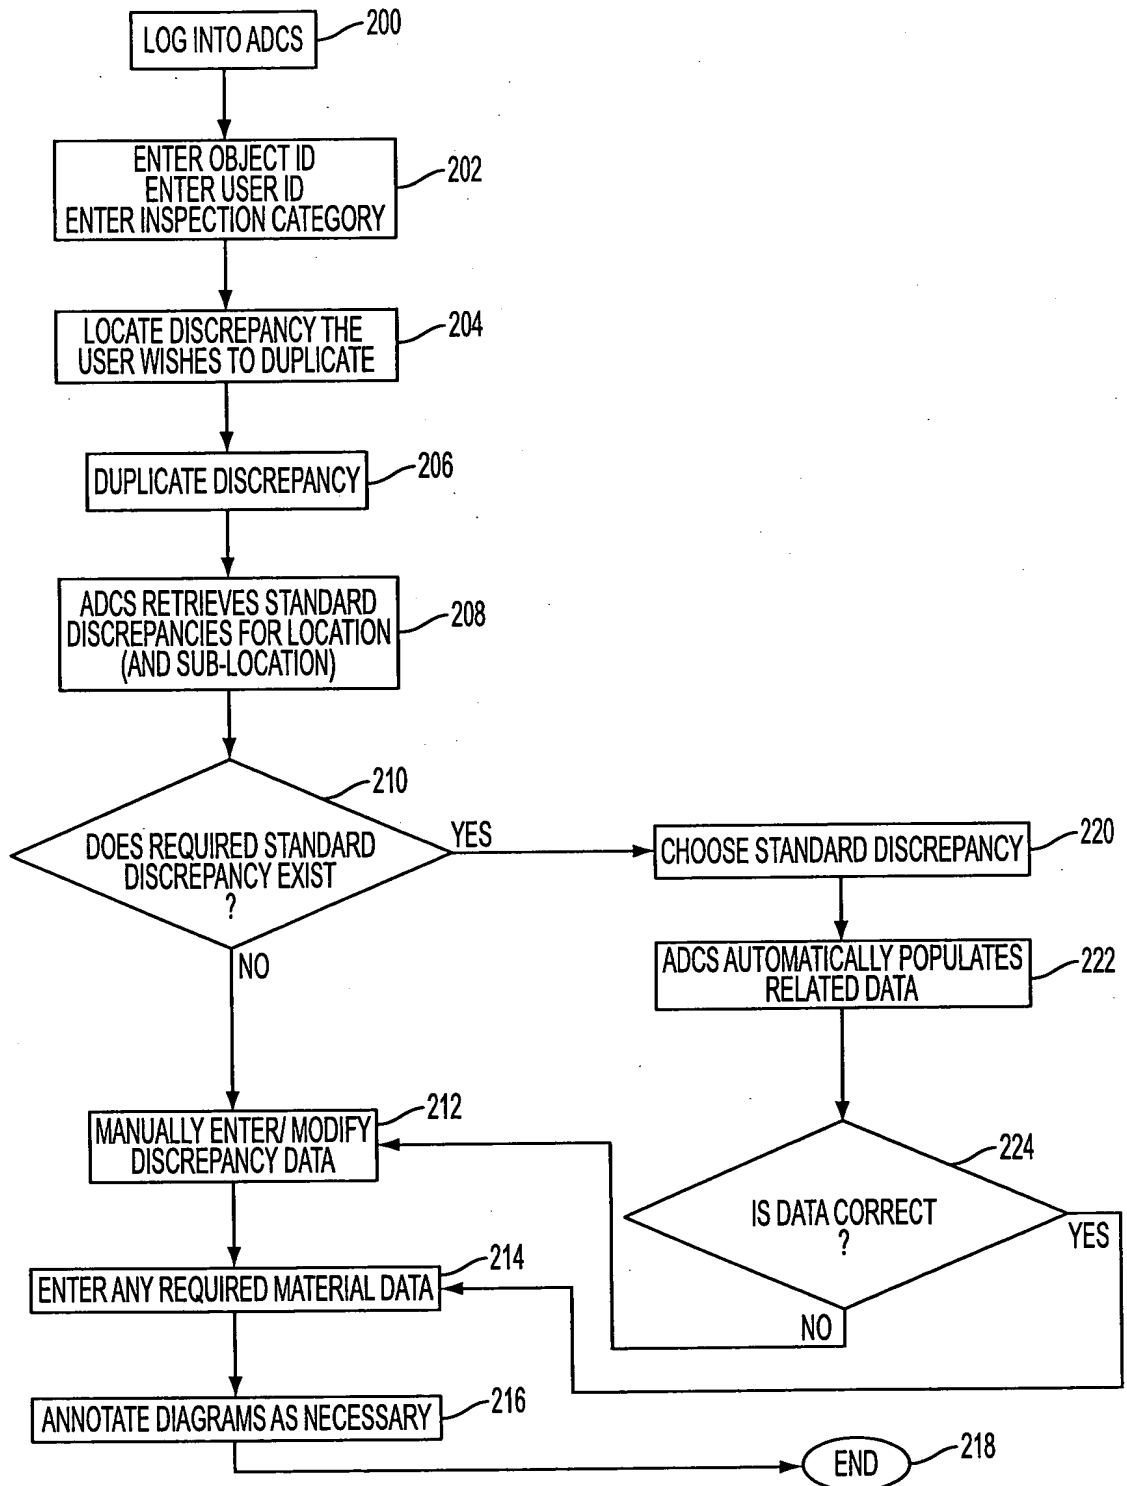 LOG INTO ADCS
200
ENTER OBJECT ID
ENTER USER ID
ENTER INSPECTION CATEGORY
202
LOCATE DISCREPANCY THE
USER WISHES TO DUPLICATE
204
DUPLICATE DISCREPANCY
206
ADCS RETRIEVES STANDARD
DISCREPANCIES FOR LOCATION
(AND SUB-LOCATION)
208
210
DOES REQUIRED STANDARD
DISCREPANCY EXIST
?
YES
NO
CHOOSE STANDARD DISCREPANCY
220
ADCS AUTOMATICALLY POPULATES
RELATED DATA
222
224
IS DATA CORRECT
?
YES
NO
MANUALLY ENTER/ MODIFY
DISCREPANCY DATA
212
ENTER ANY REQUIRED MATERIAL DATA
214
ANNOTATE DIAGRAMS AS NECESSARY
216
END
218